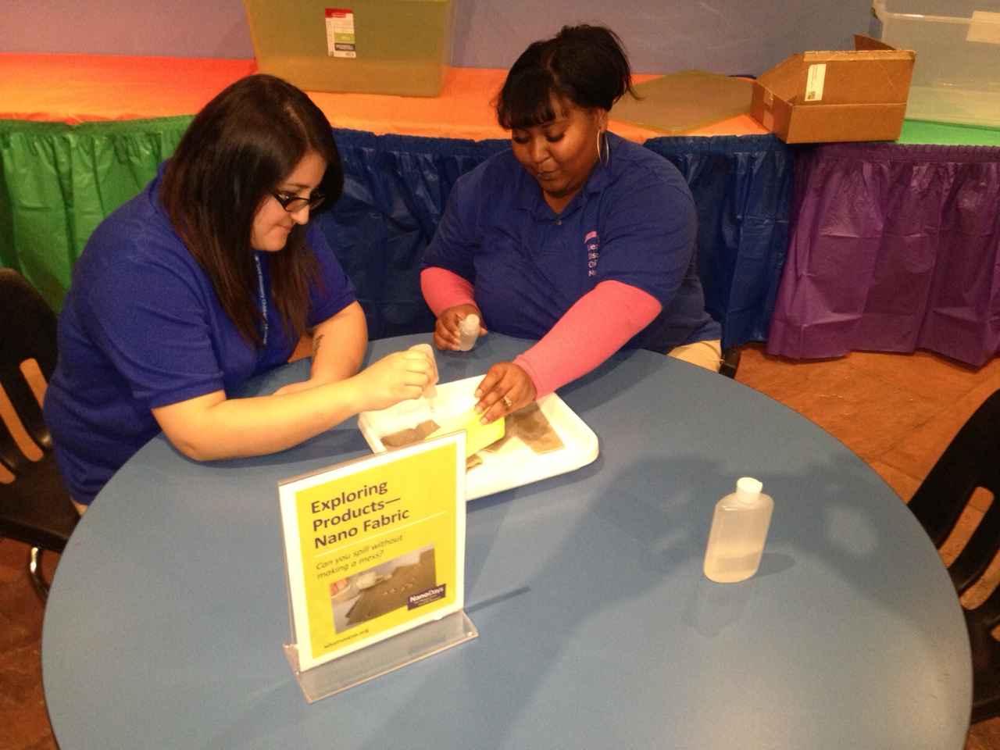 Exploring
Products—
Nano Fabric
Can you spill without
making a mess?
NanoDays
whatisnano.org